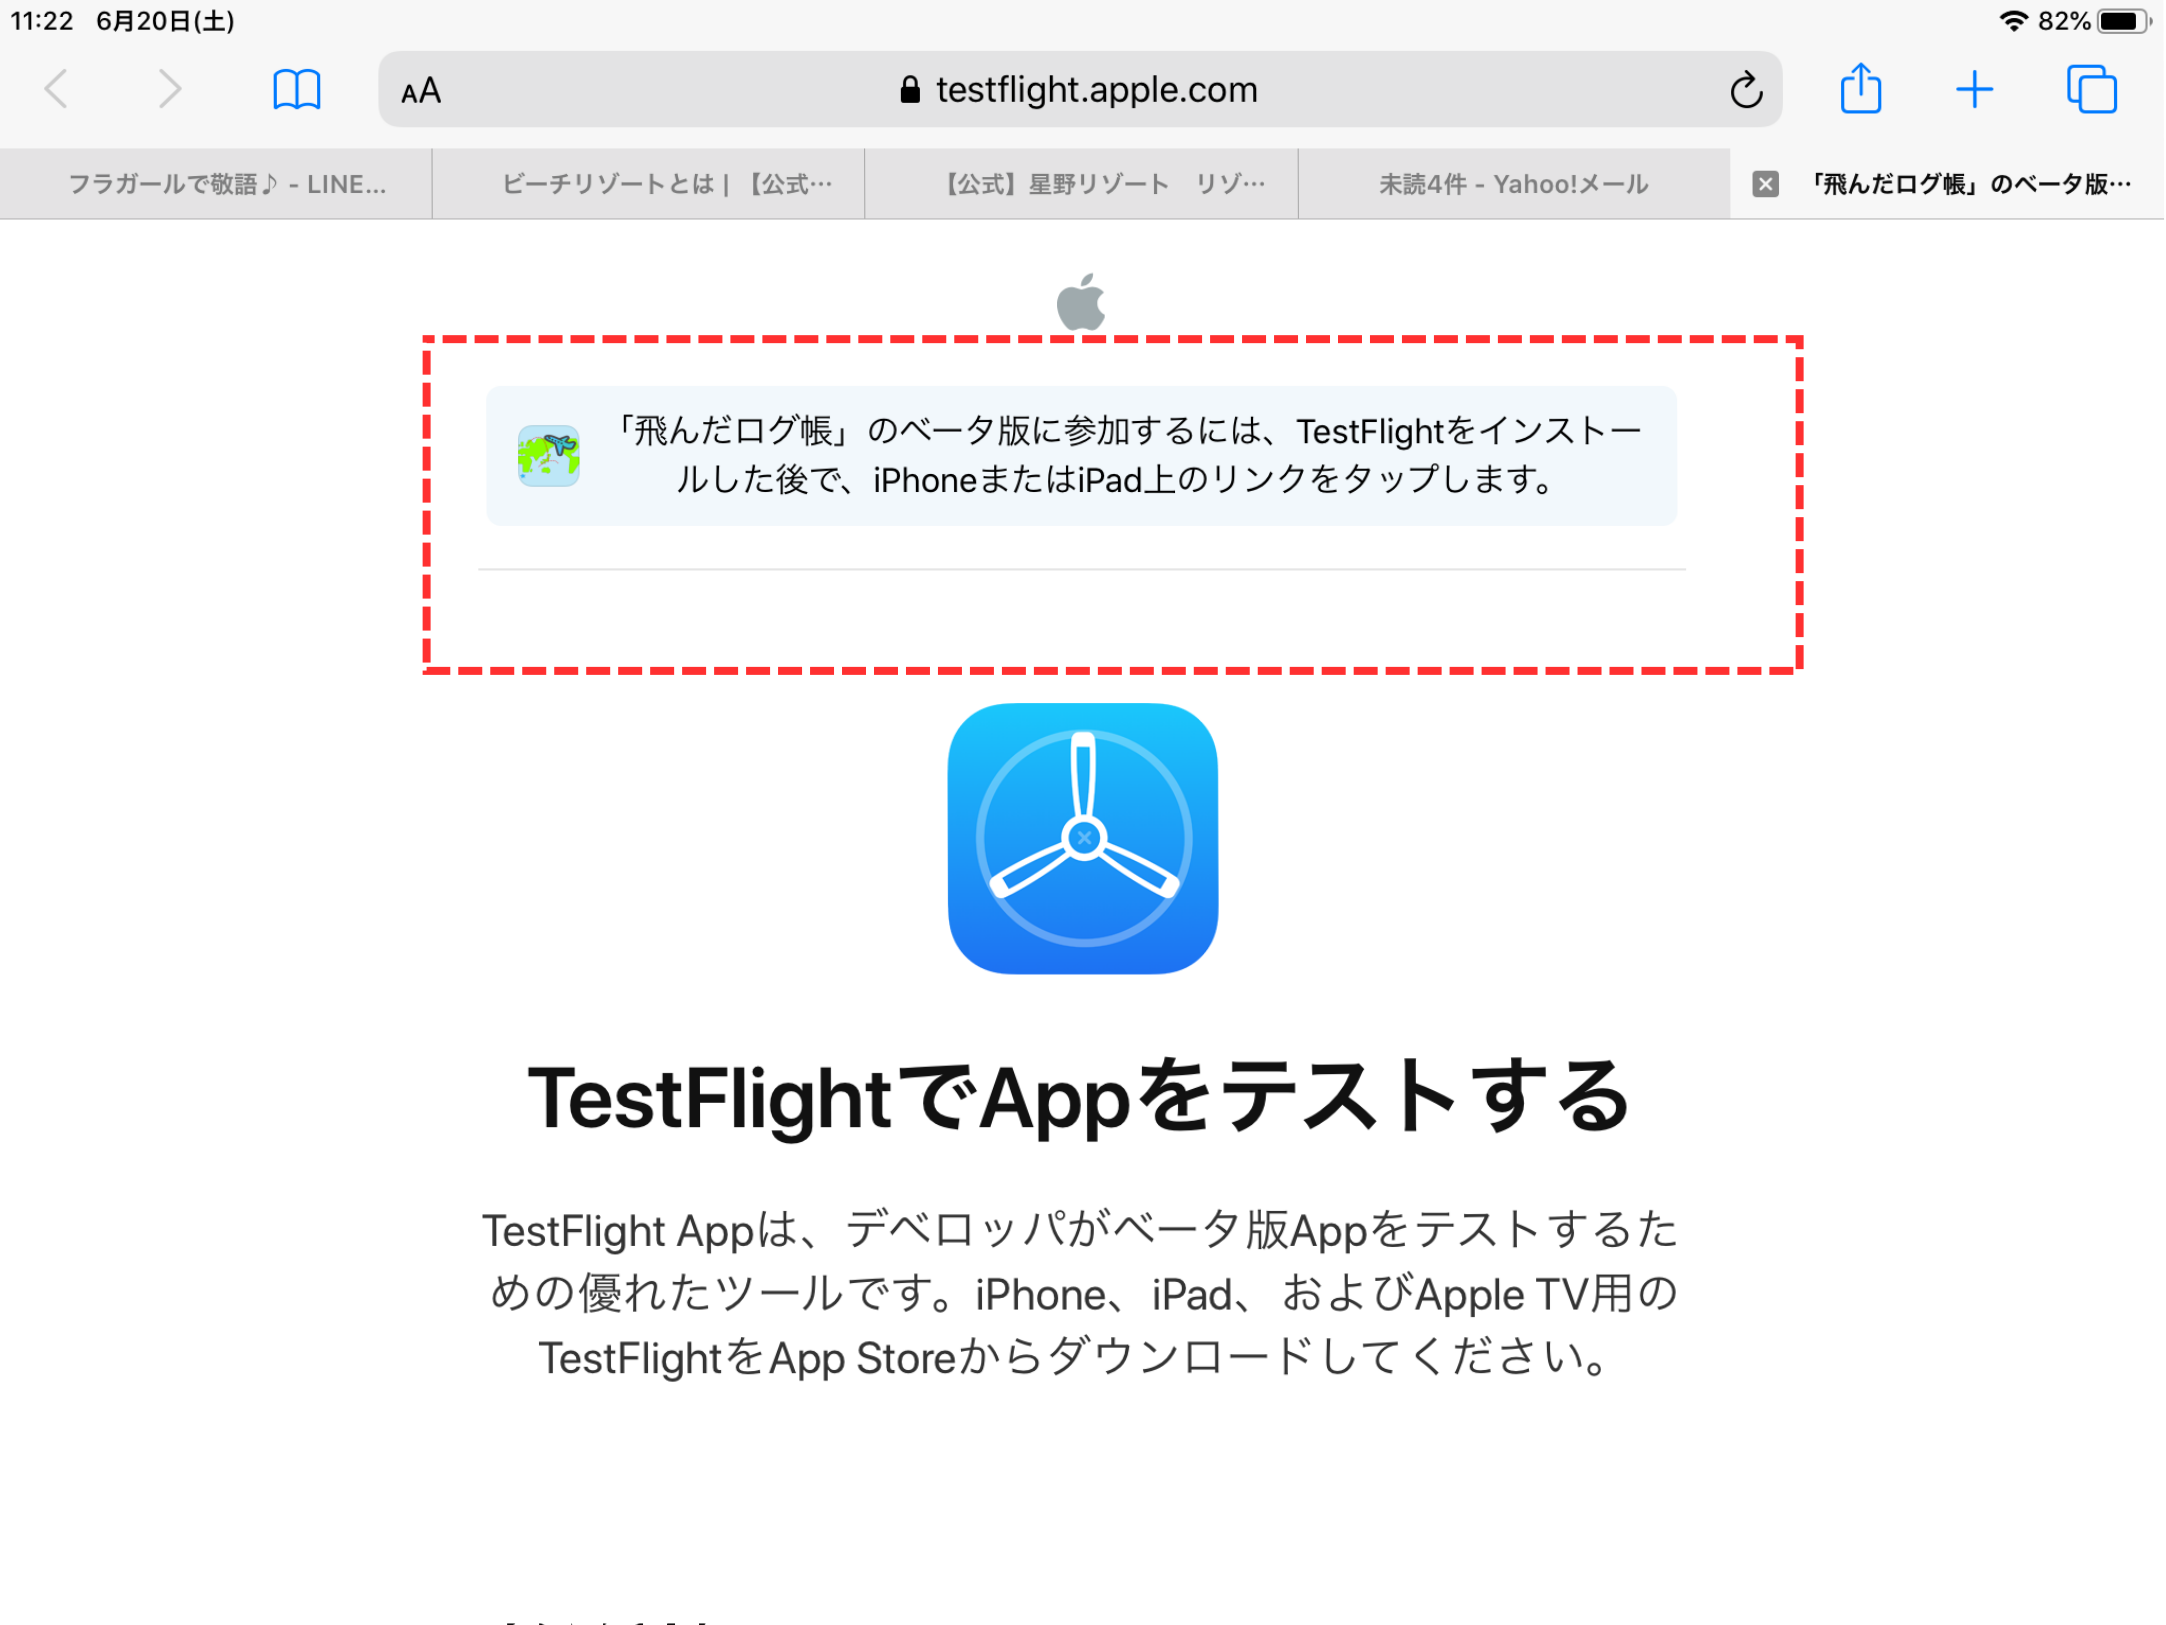 11:22 6月20日(土) 82%
AA testflight.apple.com
フラガールで敬語♪ - LINE...
ビーチリゾートとは | 【公式…
【公式】星野リゾート　リゾ…
未読4件 - Yahoo!メール
「飛んだログ帳」のベータ版…
「飛んだログ帳」のベータ版に参加するには、TestFlightをインストー
ルした後で、iPhoneまたはiPad上のリンクをタップします。
TestFlightでAppをテストする
TestFlight Appは、デベロッパがベータ版Appをテストするた
めの優れたツールです。iPhone、iPad、およびApple TV用の
TestFlightをApp Storeからダウンロードしてください。